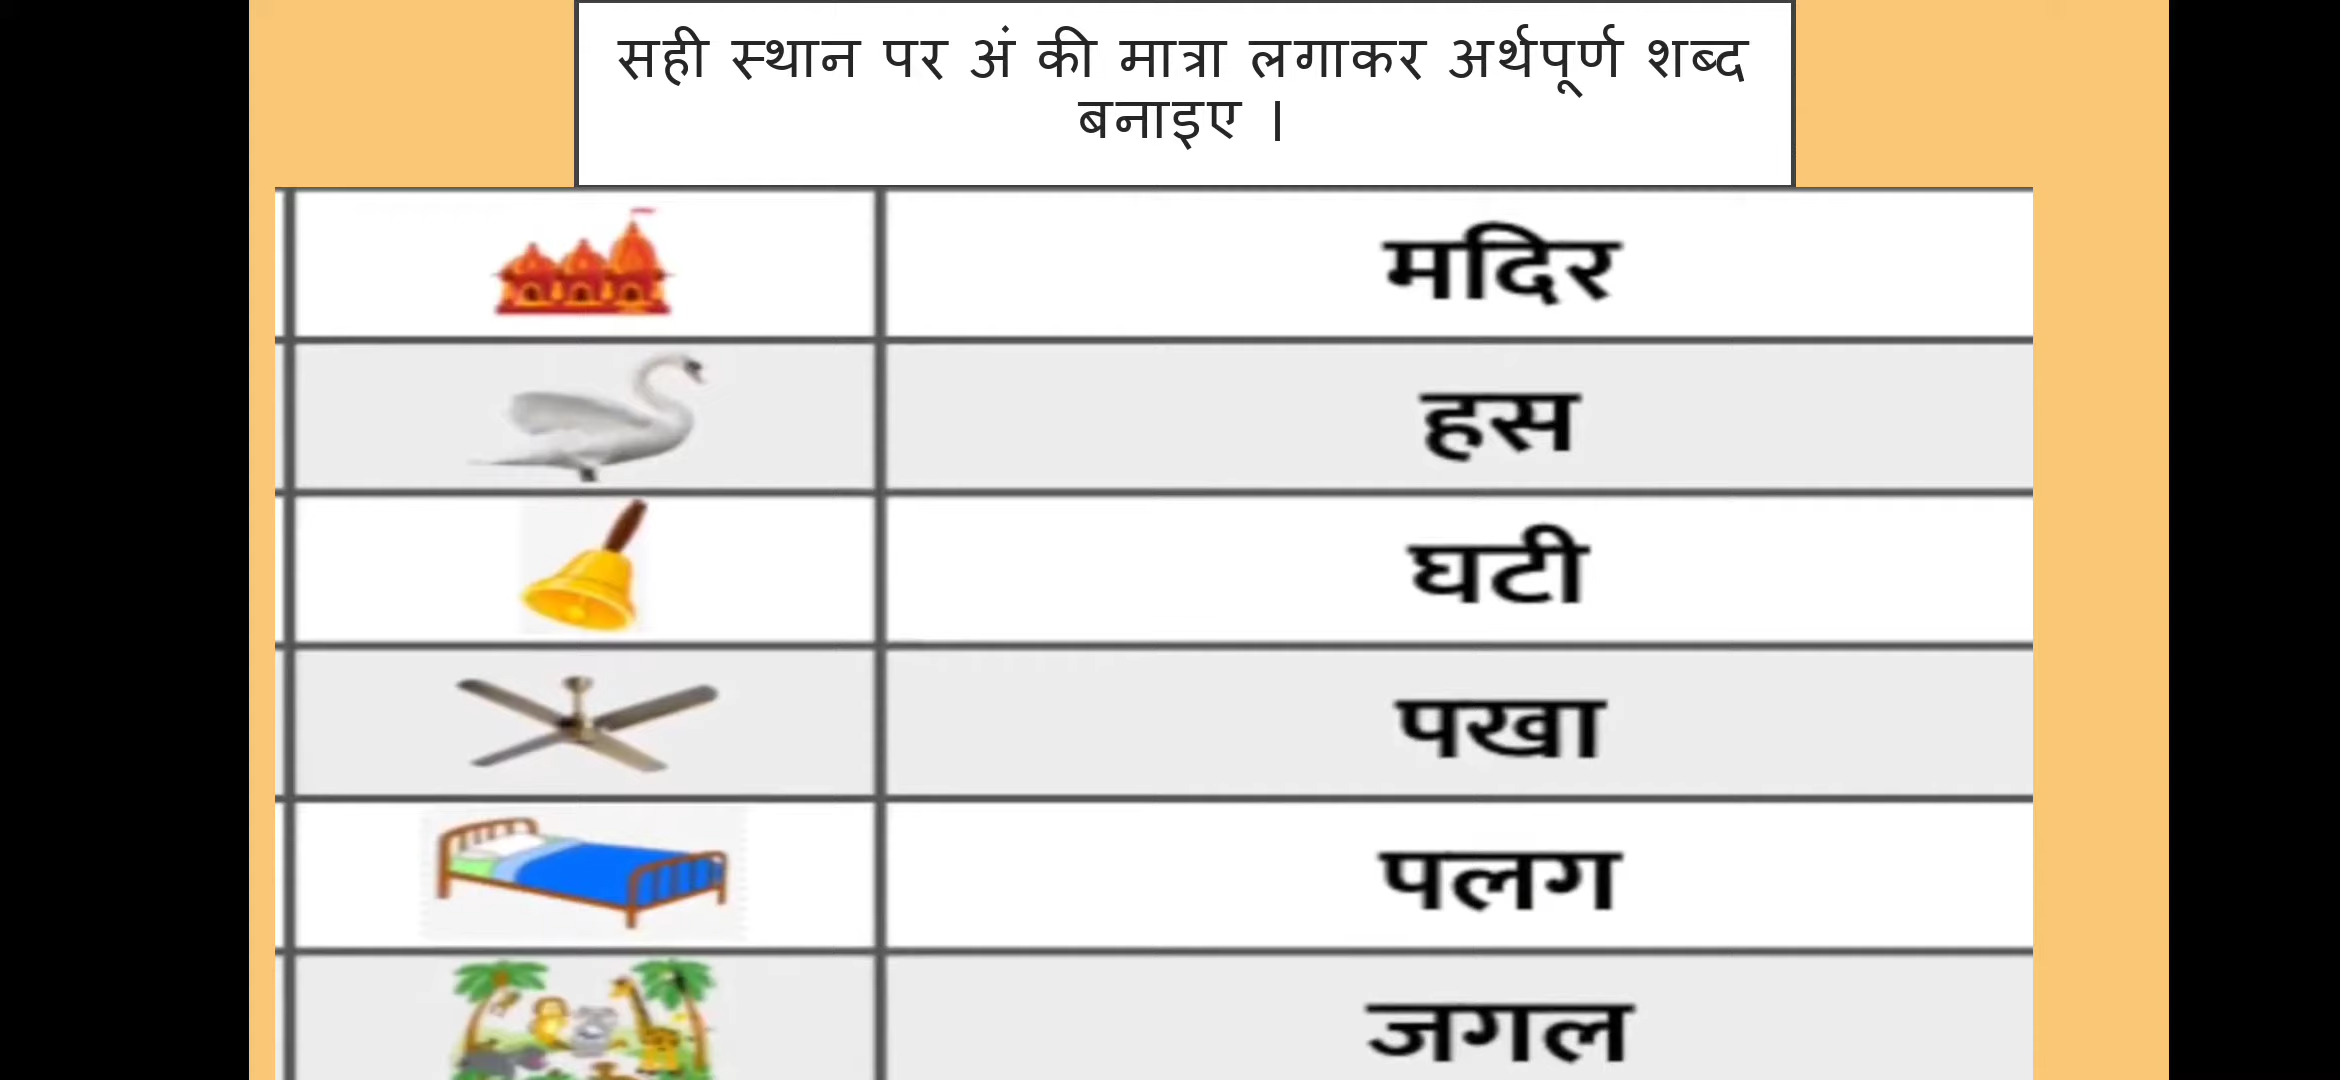 सही स्थान पर अं की मात्रा लगाकर अर्थपूर्ण शब्द
बनाइए ।
मदिर
हस
घटी
पखा
पलग
जगल